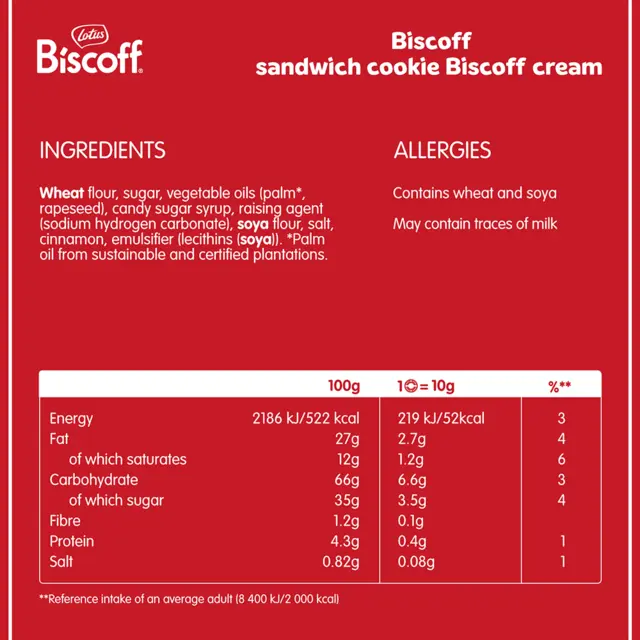 Lotus
Biscoff
Biscoff
sandwich cookie Biscoff cream
INGREDIENTS
Wheat flour, sugar, vegetable oils (palm*,
rapeseed), candy sugar syrup, raising agent
(sodium hydrogen carbonate), soya flour, salt,
cinnamon, emulsifier (lecithins (soya)). *Palm
oil from sustainable and certified plantations.
ALLERGIES
Contains wheat and soya
May contain traces of milk
100g 1 = 10g %**
Energy 2186 kJ/522 kcal 219 kJ/52kcal 3
Fat 27g 2.7g 4
of which saturates 12g 1.2g 6
Carbohydrate 66g 6.6g 3
of which sugar 35g 3.5g 4
Fibre 1.2g 0.1g
Protein 4.3g 0.4g 1
Salt 0.82g 0.08g 1
**Reference intake of an average adult (8 400 kJ/2 000 kcal)